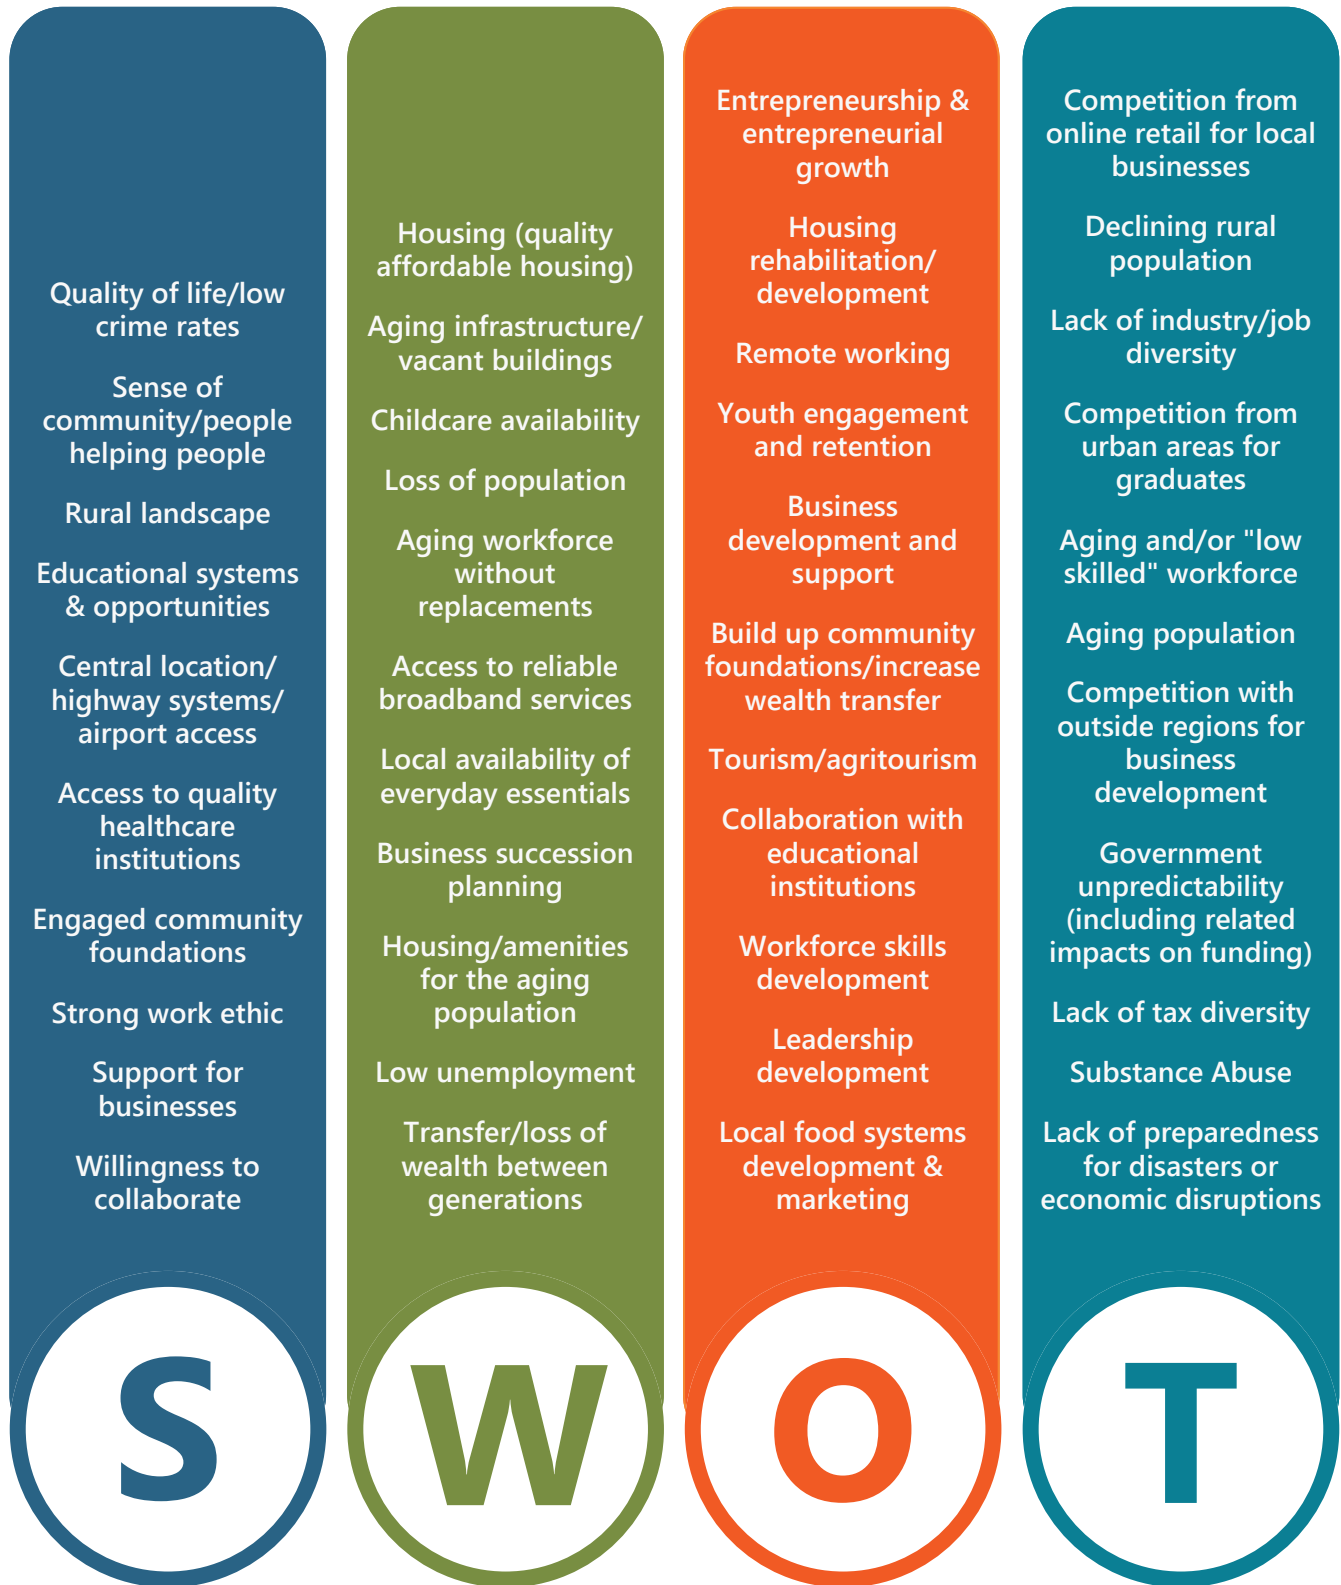 Quality of life/low
crime rates
Sense of
community/people
helping people
Rural landscape
Educational systems
& opportunities
Central location/
highway systems/
airport access
Access to quality
healthcare
institutions
Engaged community
foundations
Strong work ethic
Support for
businesses
Willingness to
collaborate
S
Housing (quality
affordable housing)
Aging infrastructure/
vacant buildings
Childcare availability
Loss of population
Aging workforce
without
replacements
Access to reliable
broadband services
Local availability of
everyday essentials
Business succession
planning
Housing/amenities
for the aging
population
Low unemployment
Transfer/loss of
wealth between
generations
W
Entrepreneurship &
entrepreneurial
growth
Housing
rehabilitation/
development
Remote working
Youth engagement
and retention
Business
development and
support
Build up community
foundations/increase
wealth transfer
Tourism/agritourism
Collaboration with
educational
institutions
Workforce skills
development
Leadership
development
Local food systems
development &
marketing
O
Competition from
online retail for local
businesses
Declining rural
population
Lack of industry/job
diversity
Competition from
urban areas for
graduates
Aging and/or "low
skilled" workforce
Aging population
Competition with
outside regions for
business
development
Government
unpredictability
(including related
impacts on funding)
Lack of tax diversity
Substance Abuse
Lack of preparedness
for disasters or
economic disruptions
T